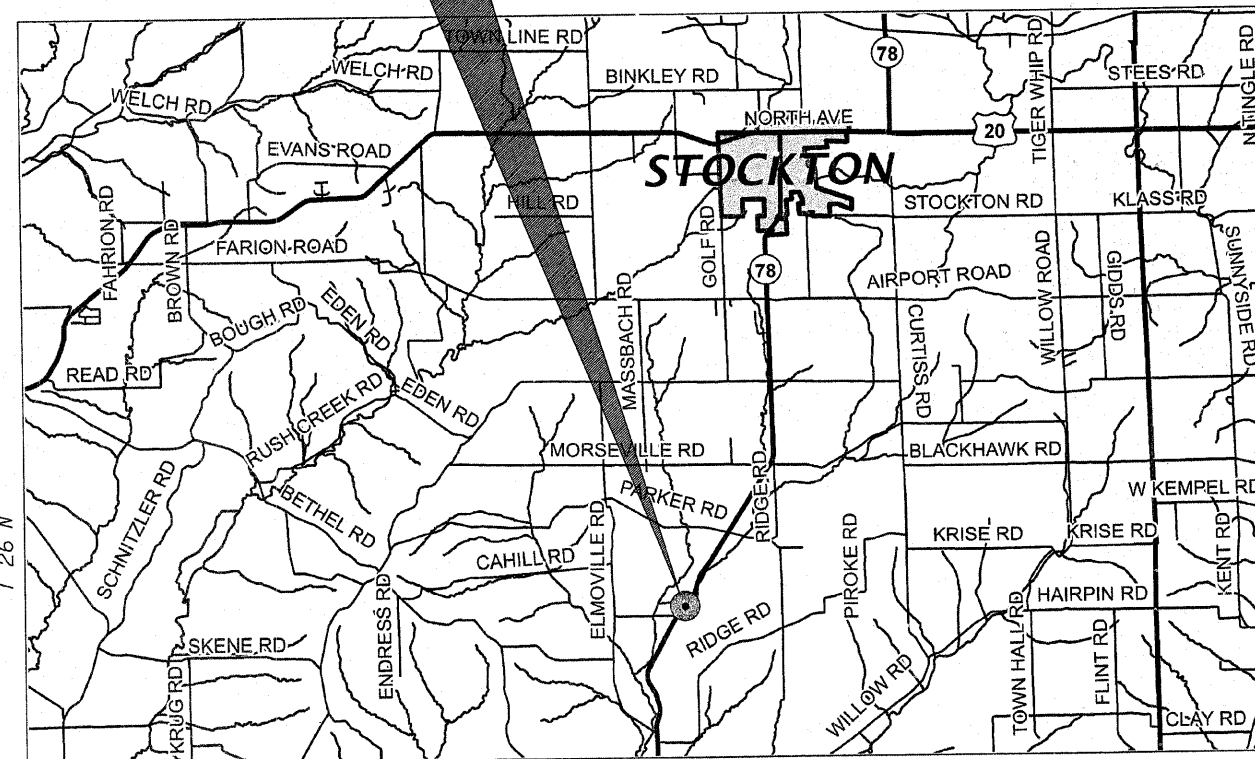 TOWN LINE RD
78
WELCH RD
BINKLEY RD
TIGER WHIP RD
STEES RD
NITINGLE RD
WELCH RD
NORTH AVE
20
EVANS ROAD
STOCKTON
HILL RD
GOLF RD
STOCKTON RD
KLASS RD
FAHRION RD
BROWN RD
FARION ROAD
78
AIRPORT ROAD
WILLOW ROAD
GIDDS RD
SUNNYSIDE RD
MASSBACH RD
BOUGH RD
EDEN RD
CURTISS RD
READ RD
RUSH CREEK RD
EDEN RD
MORSEVILLE RD
BLACKHAWK RD
SCHNITZLER RD
BETHEL RD
PARKER RD
RIDGE RD
W KEMPEL RD
T 26 N
CAHILL RD
ELMOVILLE RD
PIROKE RD
KRISE RD
KRISE RD
KENT RD
ENDRESS RD
RIDGE RD
HAIRPIN RD
SKENE RD
TOWN HALL RD
FLINT RD
KRUG RD
WILLOW RD
CLAY RD